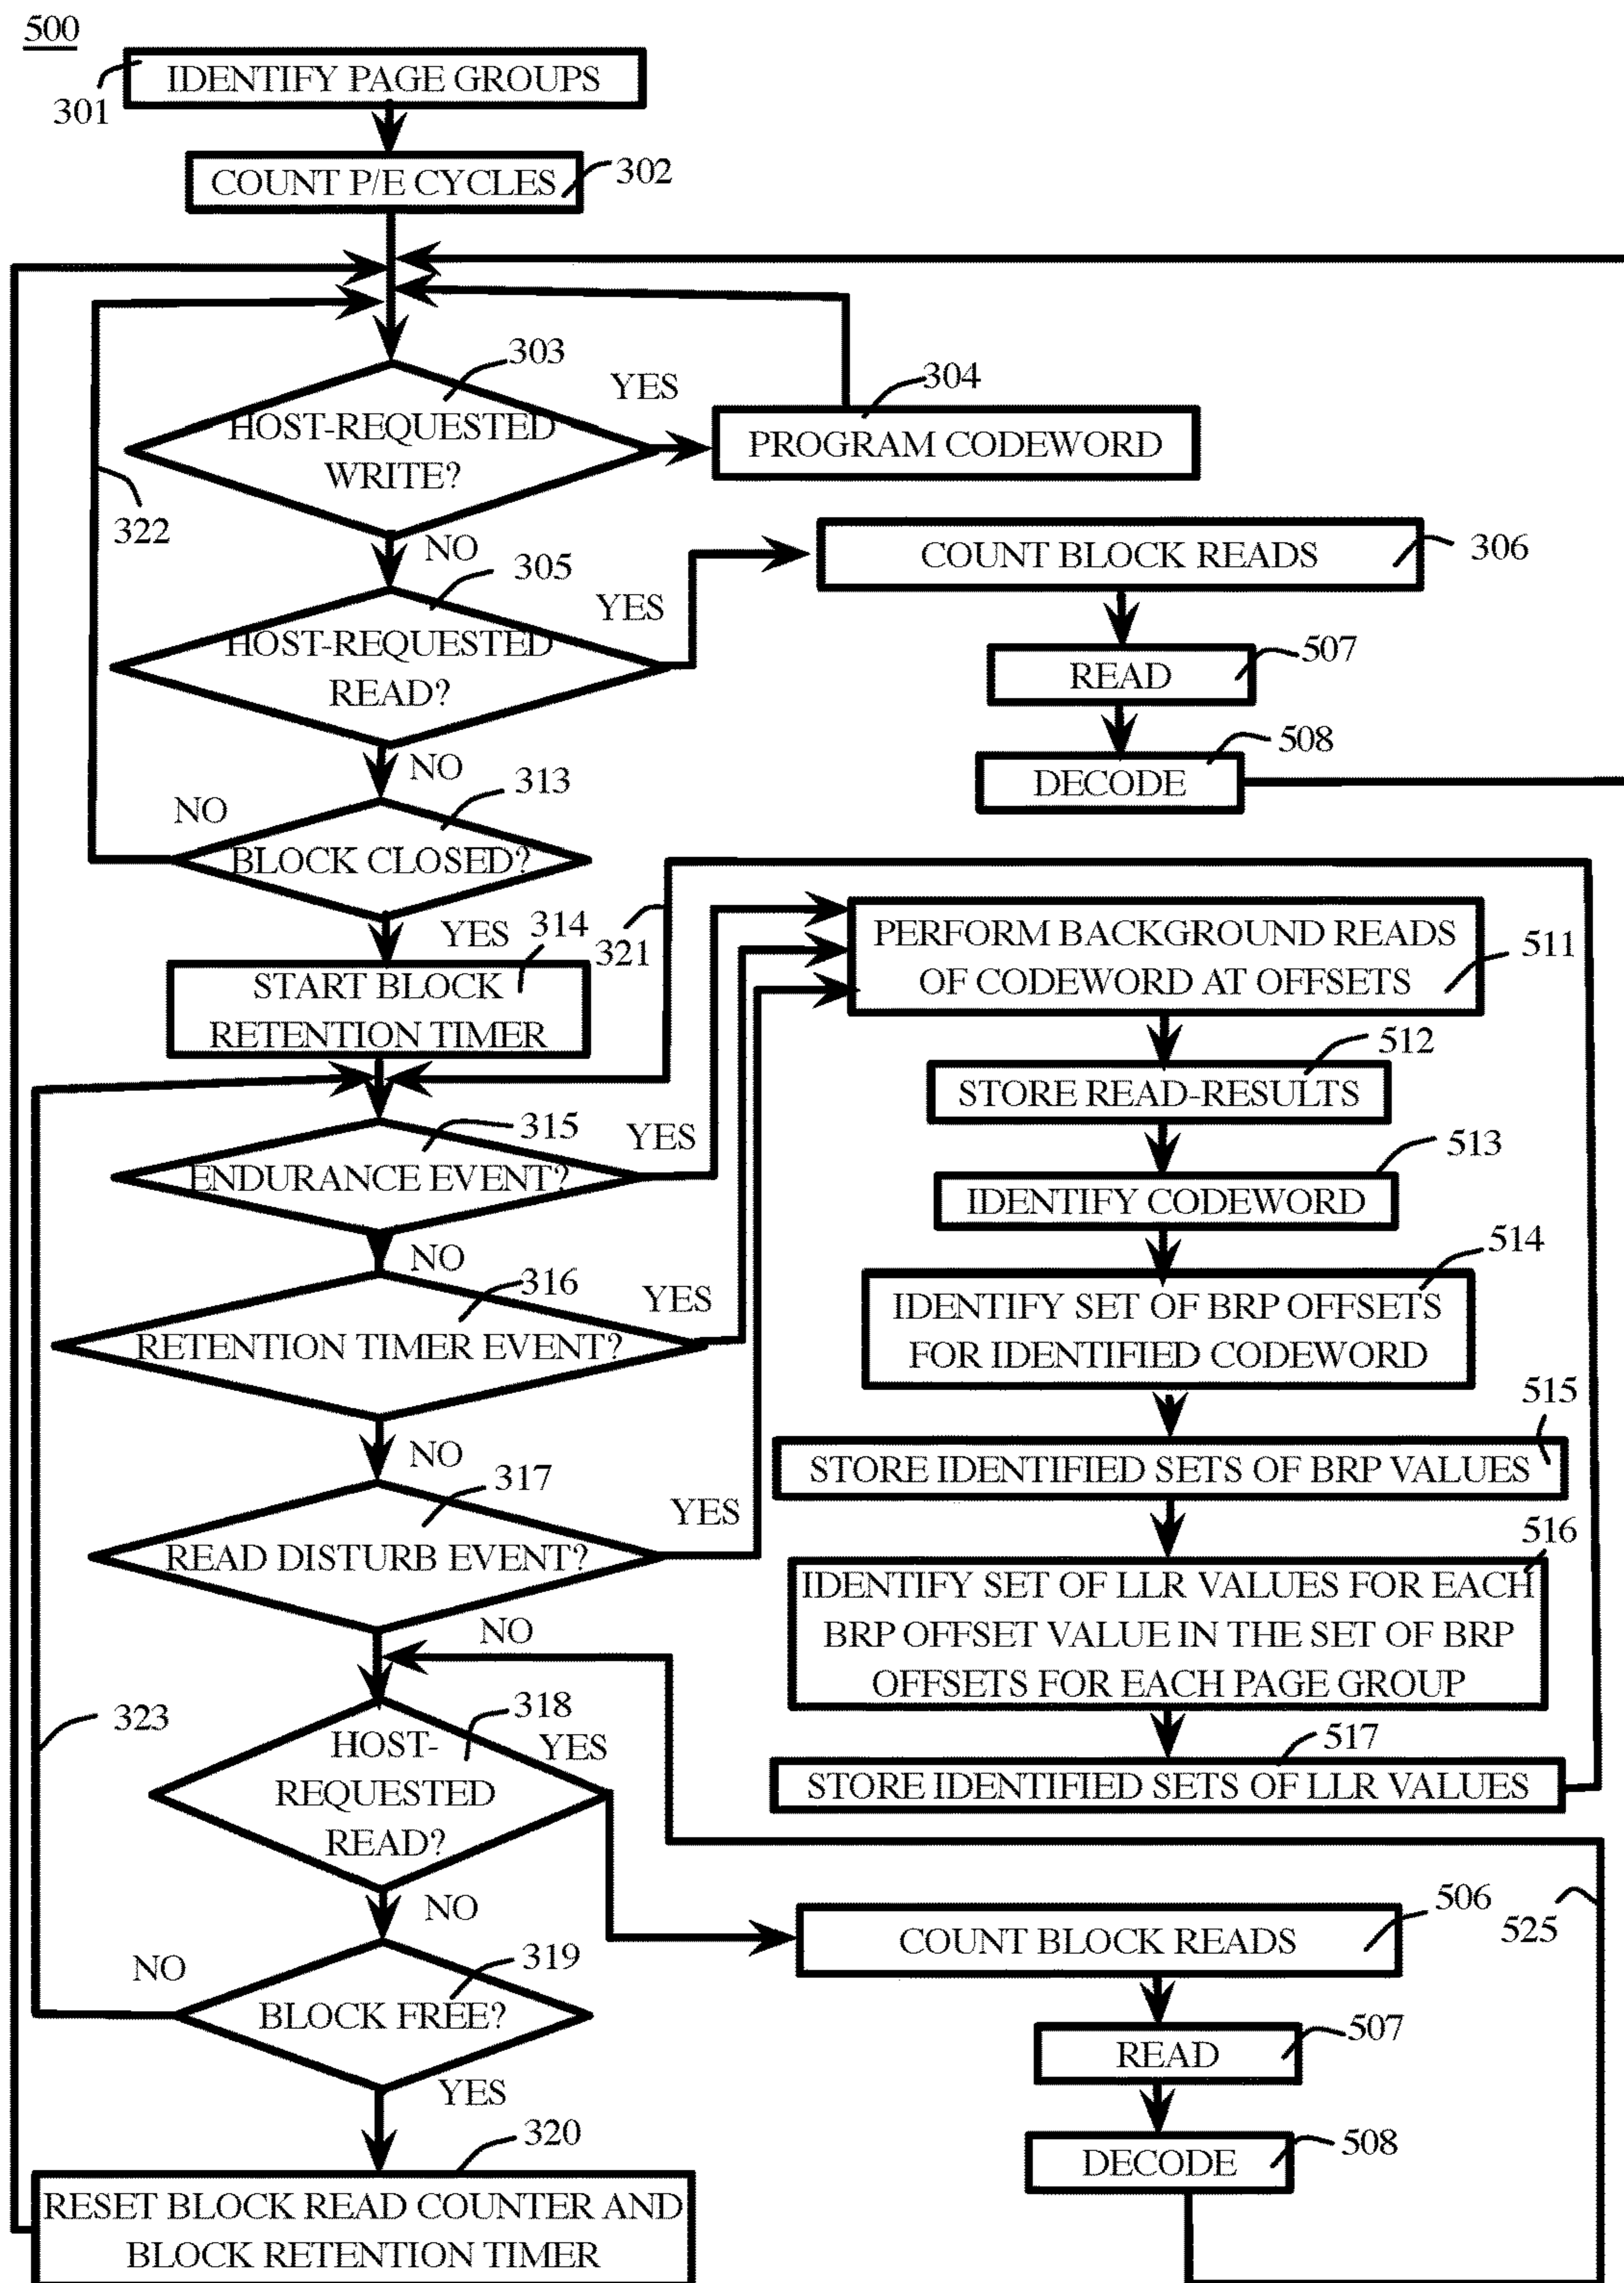 500
IDENTIFY PAGE GROUPS
301
COUNT P/E CYCLES
302
303
HOST-REQUESTED
WRITE?
YES
304
PROGRAM CODEWORD
322
NO
305
HOST-REQUESTED
READ?
YES
COUNT BLOCK READS
306
READ
507
DECODE
508
NO
313
NO
BLOCK CLOSED?
YES
314
START BLOCK
RETENTION TIMER
321
PERFORM BACKGROUND READS
OF CODEWORD AT OFFSETS
511
512
STORE READ-RESULTS
315
ENDURANCE EVENT?
YES
513
IDENTIFY CODEWORD
NO
316
RETENTION TIMER EVENT?
YES
514
IDENTIFY SET OF BRP OFFSETS
FOR IDENTIFIED CODEWORD
NO
317
READ DISTURB EVENT?
YES
515
STORE IDENTIFIED SETS OF BRP VALUES
516
IDENTIFY SET OF LLR VALUES FOR EACH
BRP OFFSET VALUE IN THE SET OF BRP
OFFSETS FOR EACH PAGE GROUP
NO
323
318
HOST-
REQUESTED
READ?
YES
517
STORE IDENTIFIED SETS OF LLR VALUES
NO
506
COUNT BLOCK READS
525
NO
319
BLOCK FREE?
507
READ
YES
508
DECODE
320
RESET BLOCK READ COUNTER AND
BLOCK RETENTION TIMER